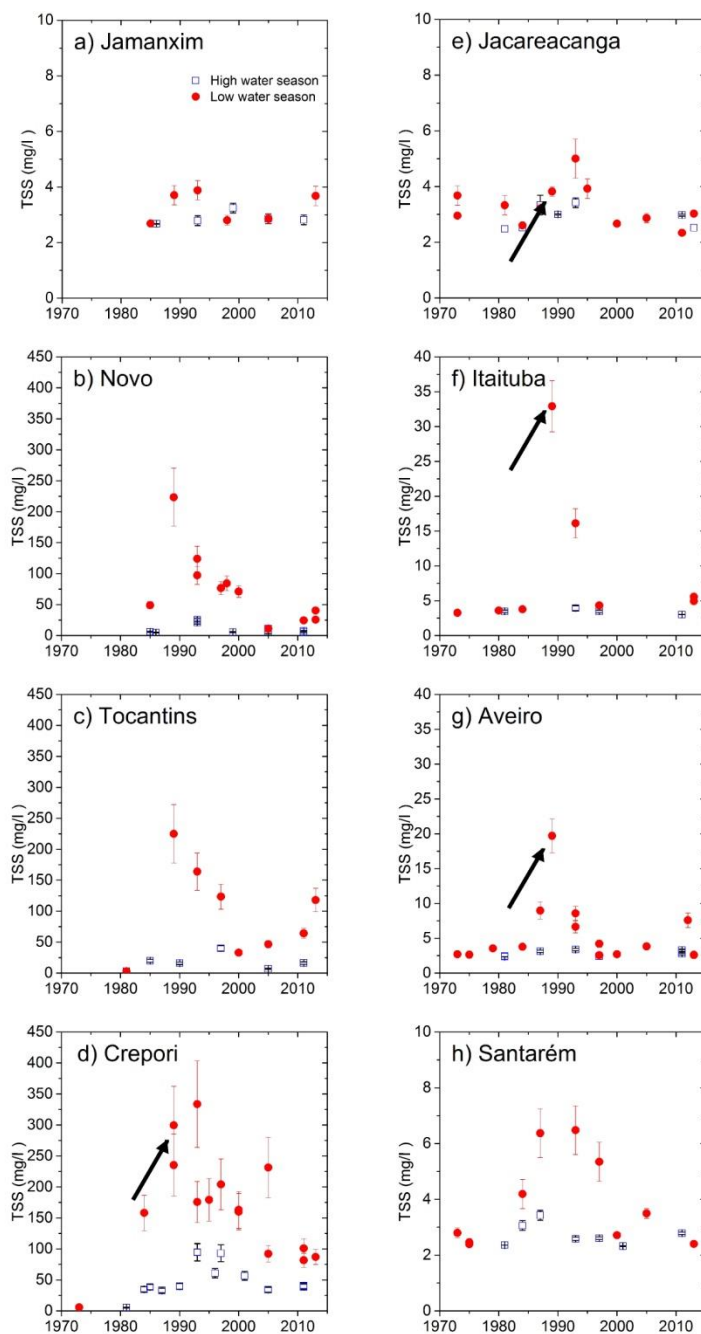 a) Jamanxim
High water season
Low water season
TSS (mg/l)
10
8
6
4
2
0
1970 1980 1990 2000 2010
e) Jacareacanga
TSS (mg/l)
10
8
6
4
2
0
1970 1980 1990 2000 2010
b) Novo
TSS (mg/l)
450
400
350
300
250
200
150
100
50
0
1970 1980 1990 2000 2010
f) Itaituba
TSS (mg/l)
40
35
30
25
20
15
10
5
0
1970 1980 1990 2000 2010
c) Tocantins
TSS (mg/l)
450
400
350
300
250
200
150
100
50
0
1970 1980 1990 2000 2010
g) Aveiro
TSS (mg/l)
40
35
30
25
20
15
10
5
0
1970 1980 1990 2000 2010
d) Crepori
TSS (mg/l)
450
400
350
300
250
200
150
100
50
0
1970 1980 1990 2000 2010
h) Santarém
TSS (mg/l)
10
8
6
4
2
0
1970 1980 1990 2000 2010